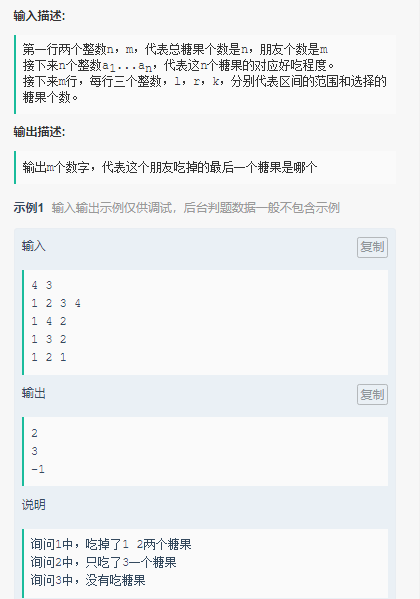 输入描述:
第一行两个整数n，m，代表总糖果个数是n，朋友个数是m
接下来n个整数a1...an，代表这n个糖果的对应好吃程度。
接下来m行，每行三个整数，l，r，k，分别代表区间的范围和选择的
糖果个数。
输出描述:
输出m个数字，代表这个朋友吃掉的最后一个糖果是哪个
示例1 输入输出示例仅供调试，后台判题数据一般不包含示例
输入 复制
4 3
1 2 3 4
1 4 2
1 3 2
1 2 1
输出 复制
2
3
-1
说明
询问1中，吃掉了1 2两个糖果
询问2中，只吃了3一个糖果
询问3中，没有吃糖果